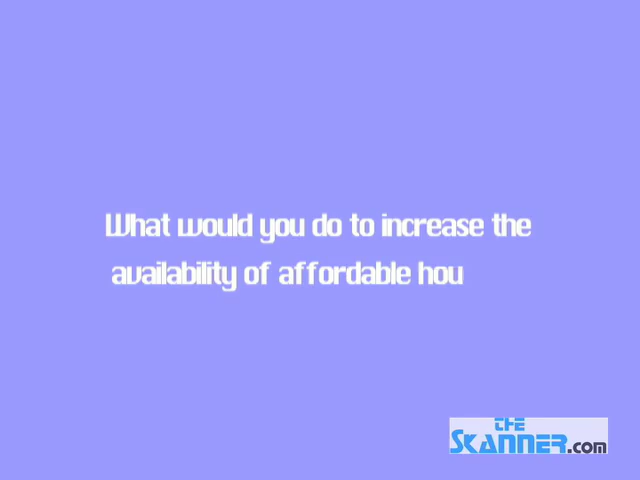 What would you do to increase the
availability of affordable hou
the
SKANNER.com